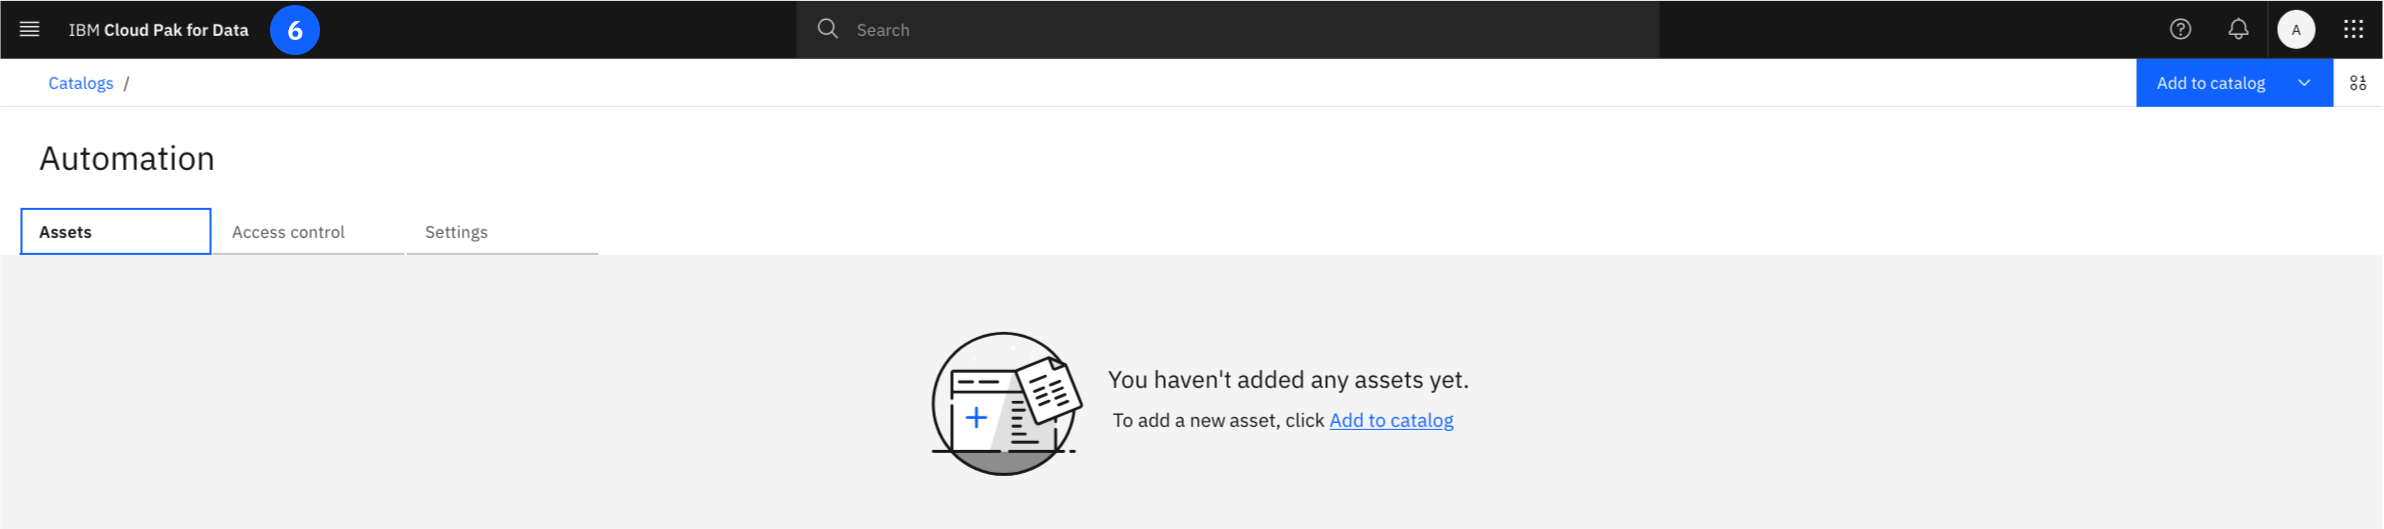 IBM Cloud Pak for Data 6 Search A
Catalogs / Add to catalog
Automation
Assets Access control Settings
You haven't added any assets yet.
To add a new asset, click Add to catalog